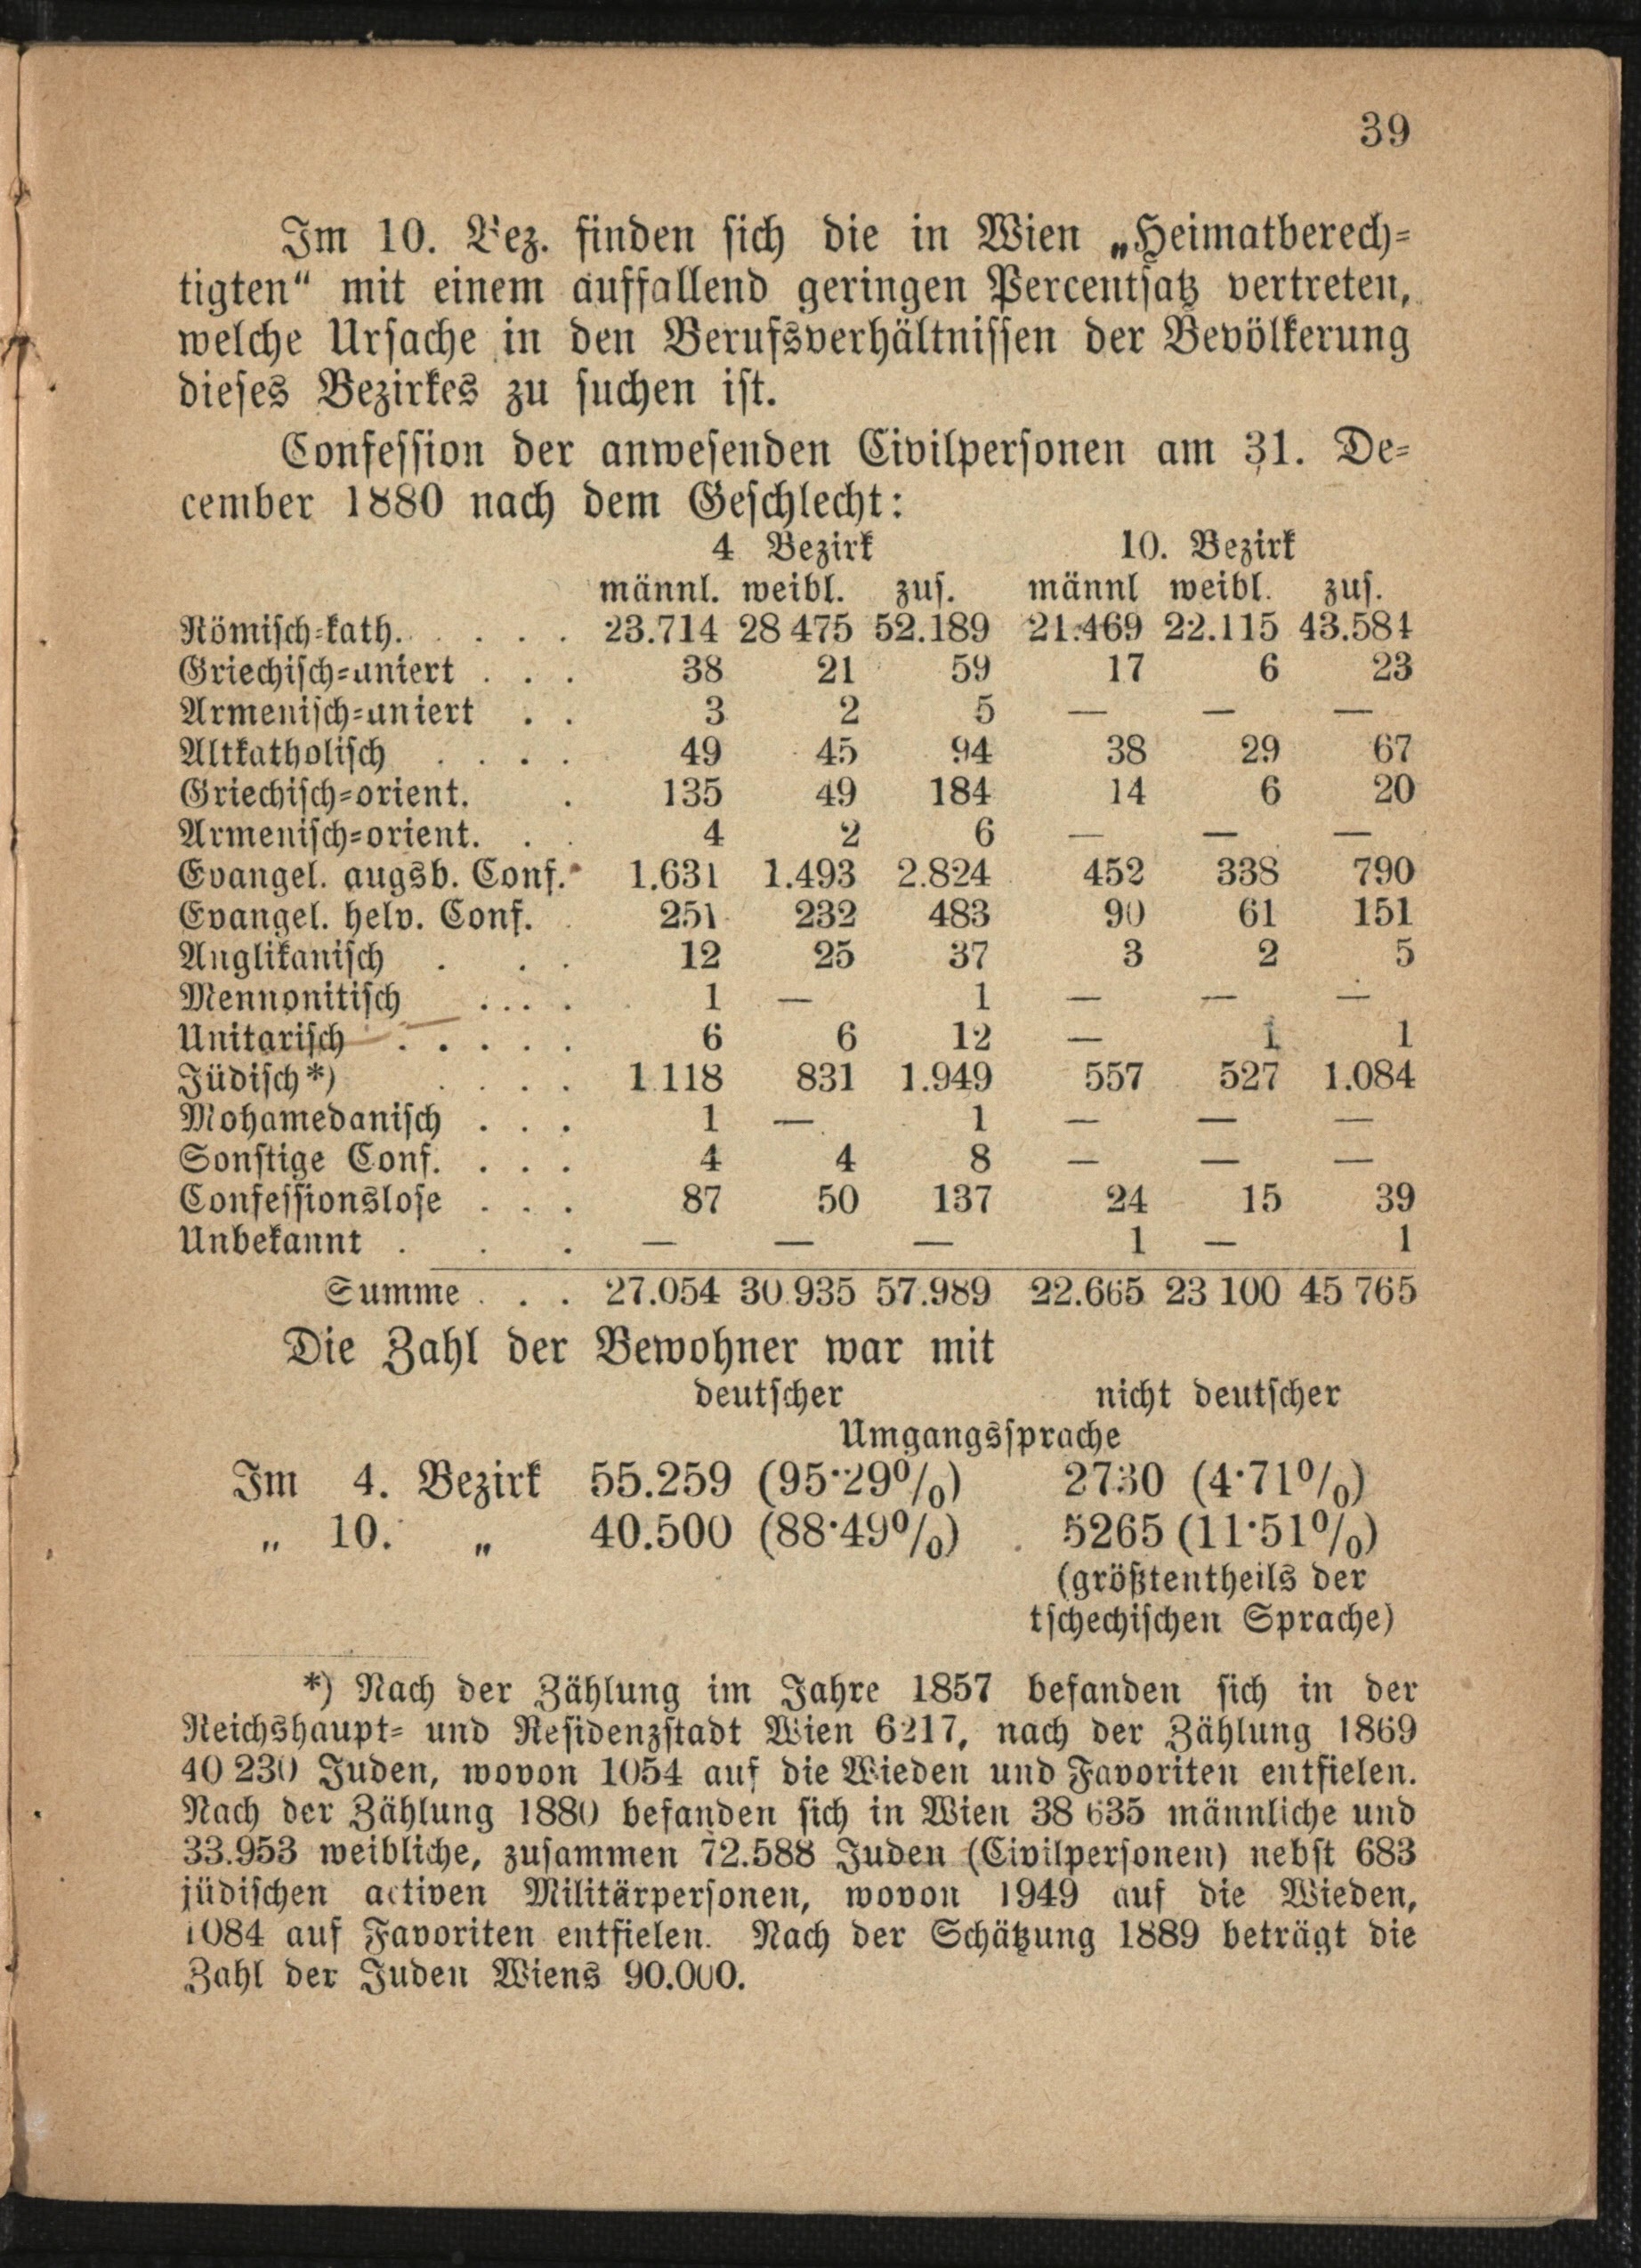 39
Im 10. Bez. finden sich die in Wien „Heimatberech-
tigten“ mit einem auffallend geringen Percentsatz vertreten,
welche Ursache in den Berufsverhältnissen der Bevölkerung
dieses Bezirkes zu suchen ist.
Confession der anwesenden Civilpersonen am 31. De-
cember 1880 nach dem Geschlecht:
4 Bezirk 10. Bezirk
männl. weibl. zus. männl weibl. zus.
Römisch-kath. . . . . 23.714 28 475 52.189 21.469 22.115 43.584
Griechisch-uniert . . . 38 21 59 17 6 23
Armenisch-uniert . . 3 2 5 — — —
Altkatholisch . . . . 49 45 94 38 29 67
Griechisch-orient. . 135 49 184 14 6 20
Armenisch-orient. . . 4 2 6 — — —
Evangel. augsb. Conf. 1.631 1.493 2.824 452 338 790
Evangel. helv. Conf. . 251 232 483 90 61 151
Anglikanisch . . . 12 25 37 3 2 5
Mennonitisch . . . . 1 — 1 — — —
Unitarisch . . . . . 6 6 12 — 1 1
Jüdisch*) . . . . 1.118 831 1.949 557 527 1.084
Mohamedanisch . . . 1 — 1 — — —
Sonstige Conf. . . . 4 4 8 — — —
Confessionslose . . . 87 50 137 24 15 39
Unbekannt . . . — — — 1 — 1
Summe . . . 27.054 30.935 57.989 22.665 23 100 45 765
Die Zahl der Bewohner war mit
deutscher nicht deutscher
Umgangssprache
Im 4. Bezirk 55.259 (95·29%) 2730 (4·71%)
„ 10. „ 40.500 (88·49%) 5265 (11·51%)
(größtentheils der
tschechischen Sprache)
*) Nach der Zählung im Jahre 1857 befanden sich in der
Reichshaupt- und Residenzstadt Wien 6217, nach der Zählung 1869
40 230 Juden, wovon 1054 auf die Wieden und Favoriten entfielen.
Nach der Zählung 1880 befanden sich in Wien 38 635 männliche und
33.953 weibliche, zusammen 72.588 Juden (Civilpersonen) nebst 683
jüdischen activen Militärpersonen, wovon 1949 auf die Wieden,
1084 auf Favoriten entfielen. Nach der Schätzung 1889 beträgt die
Zahl der Juden Wiens 90.000.